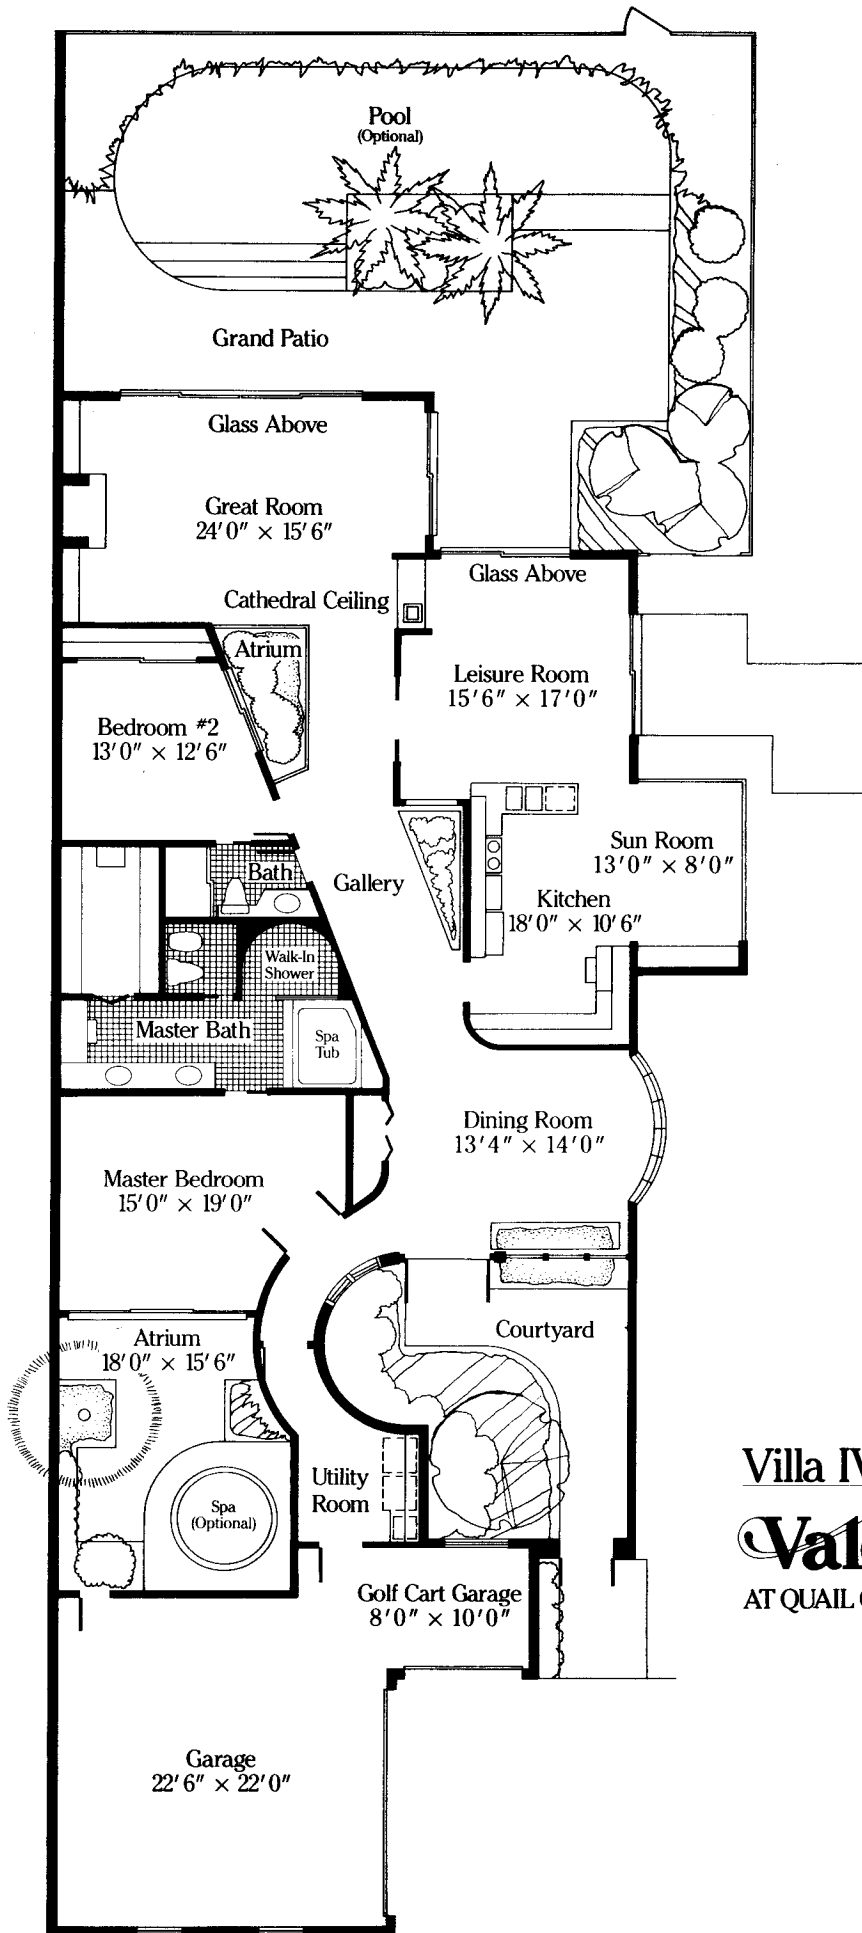 Pool
(Optional)
Grand Patio
Glass Above
Great Room
24'0" × 15'6"
Glass Above
Cathedral Ceiling
Atrium
Leisure Room
15'6" × 17'0"
Bedroom #2
13'0" × 12'6"
Sun Room
13'0" × 8'0"
Bath
Gallery
Kitchen
18'0" × 10'6"
Walk-In
Shower
Master Bath
Spa
Tub
Dining Room
13'4" × 14'0"
Master Bedroom
15'0" × 19'0"
Atrium
18'0" × 15'6"
Courtyard
Villa IV
Utility
Room
Spa
(Optional)
AT QUAIL
Golf Cart Garage
8'0" × 10'0"
Garage
22'6" × 22'0"